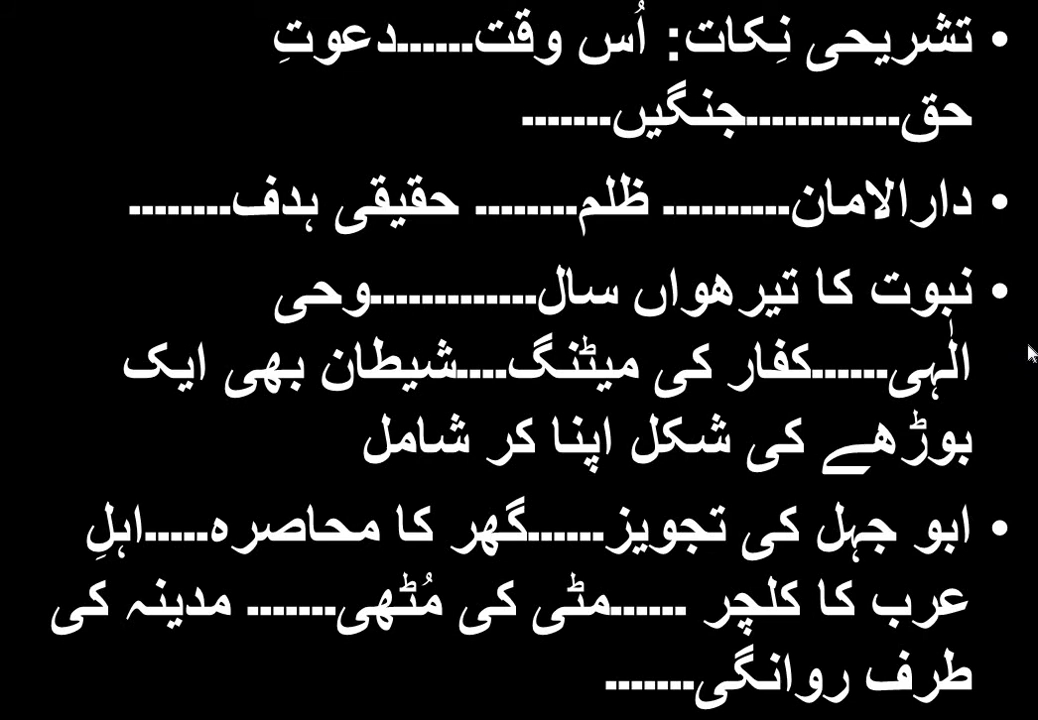 • تشریحی نِکات: اُس وقت......دعوتِ
حق............جنگیں.......
• دارالامان.......... ظلم........ حقیقی ہدف........
• نبوت کا تیرھواں سال.............وحی
الٰہی......کفار کی میٹنگ....شیطان بھی ایک
بوڑھے کی شکل اپنا کر شامل
• ابو جہل کی تجویز......گھر کا محاصرہ.....اہلِ
عرب کا کلچر ......مٹی کی مُٹھی....... مدینہ کی
طرف روانگی.......